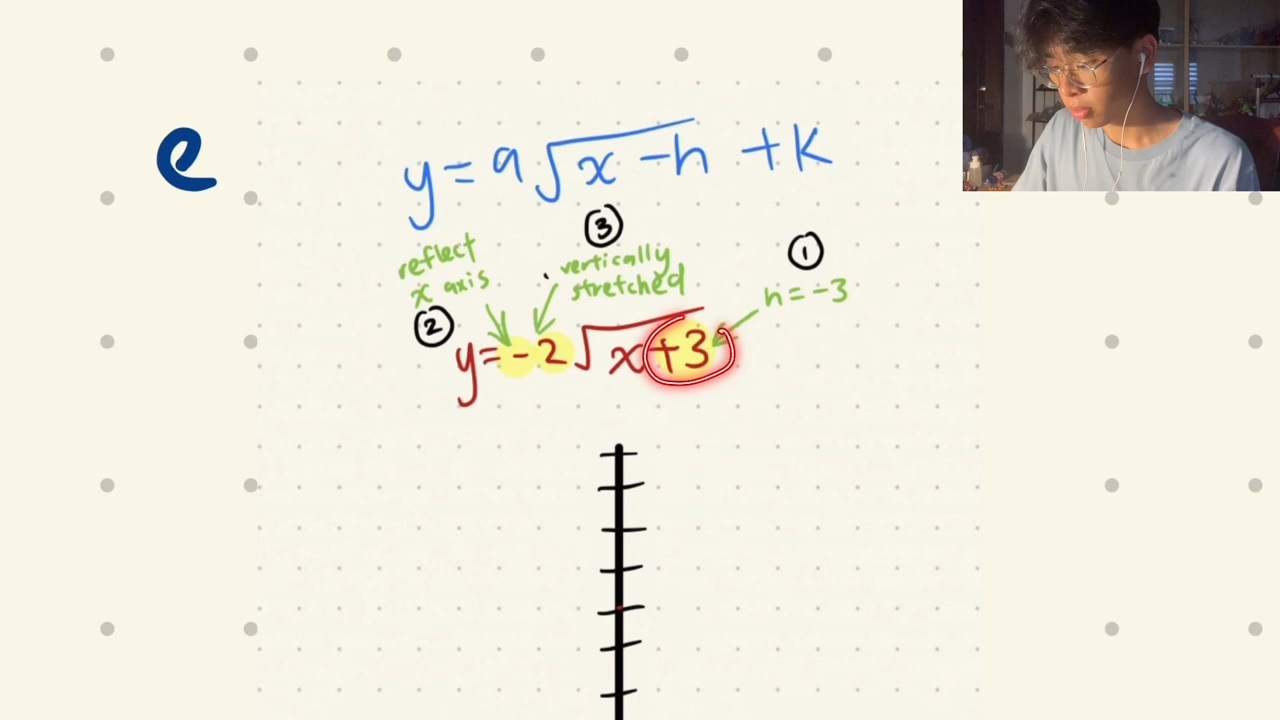 e
y = a√x - h + k
③
①
reflect
x axis
vertically
stretched
h = -3
②
y = -2√x+3